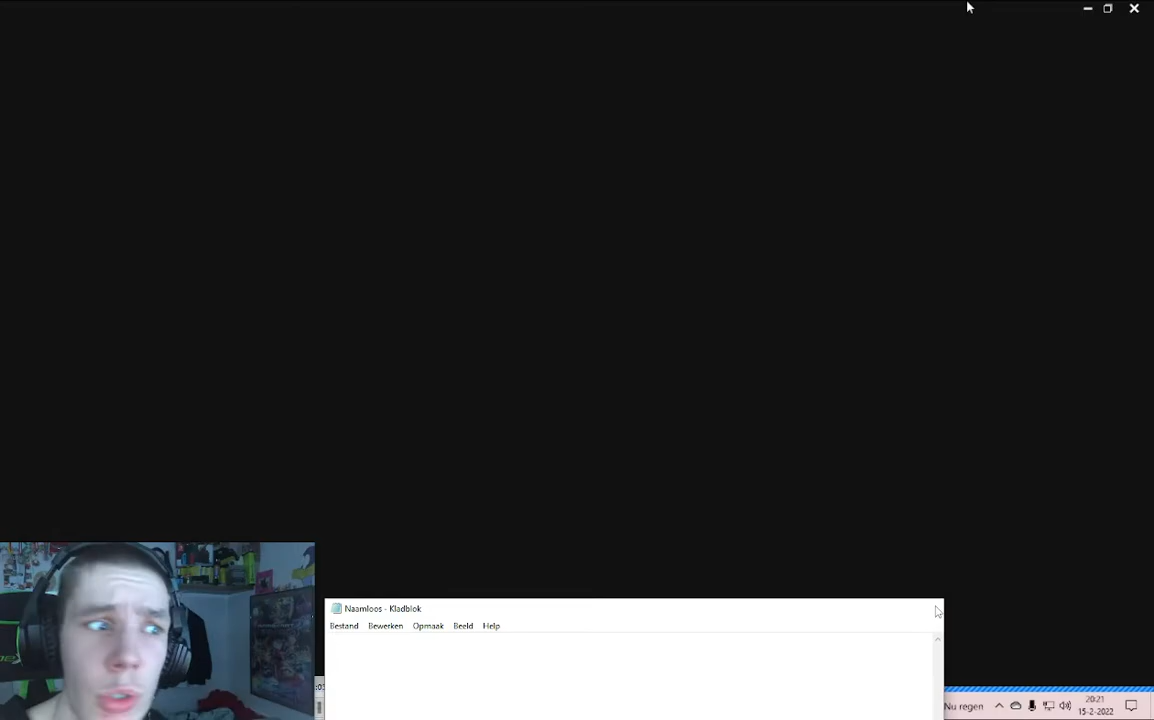 Naamloos - Kladblok
Bestand Bewerken Opmaak Beeld Help
Nu regen
20:21
15-2-2022